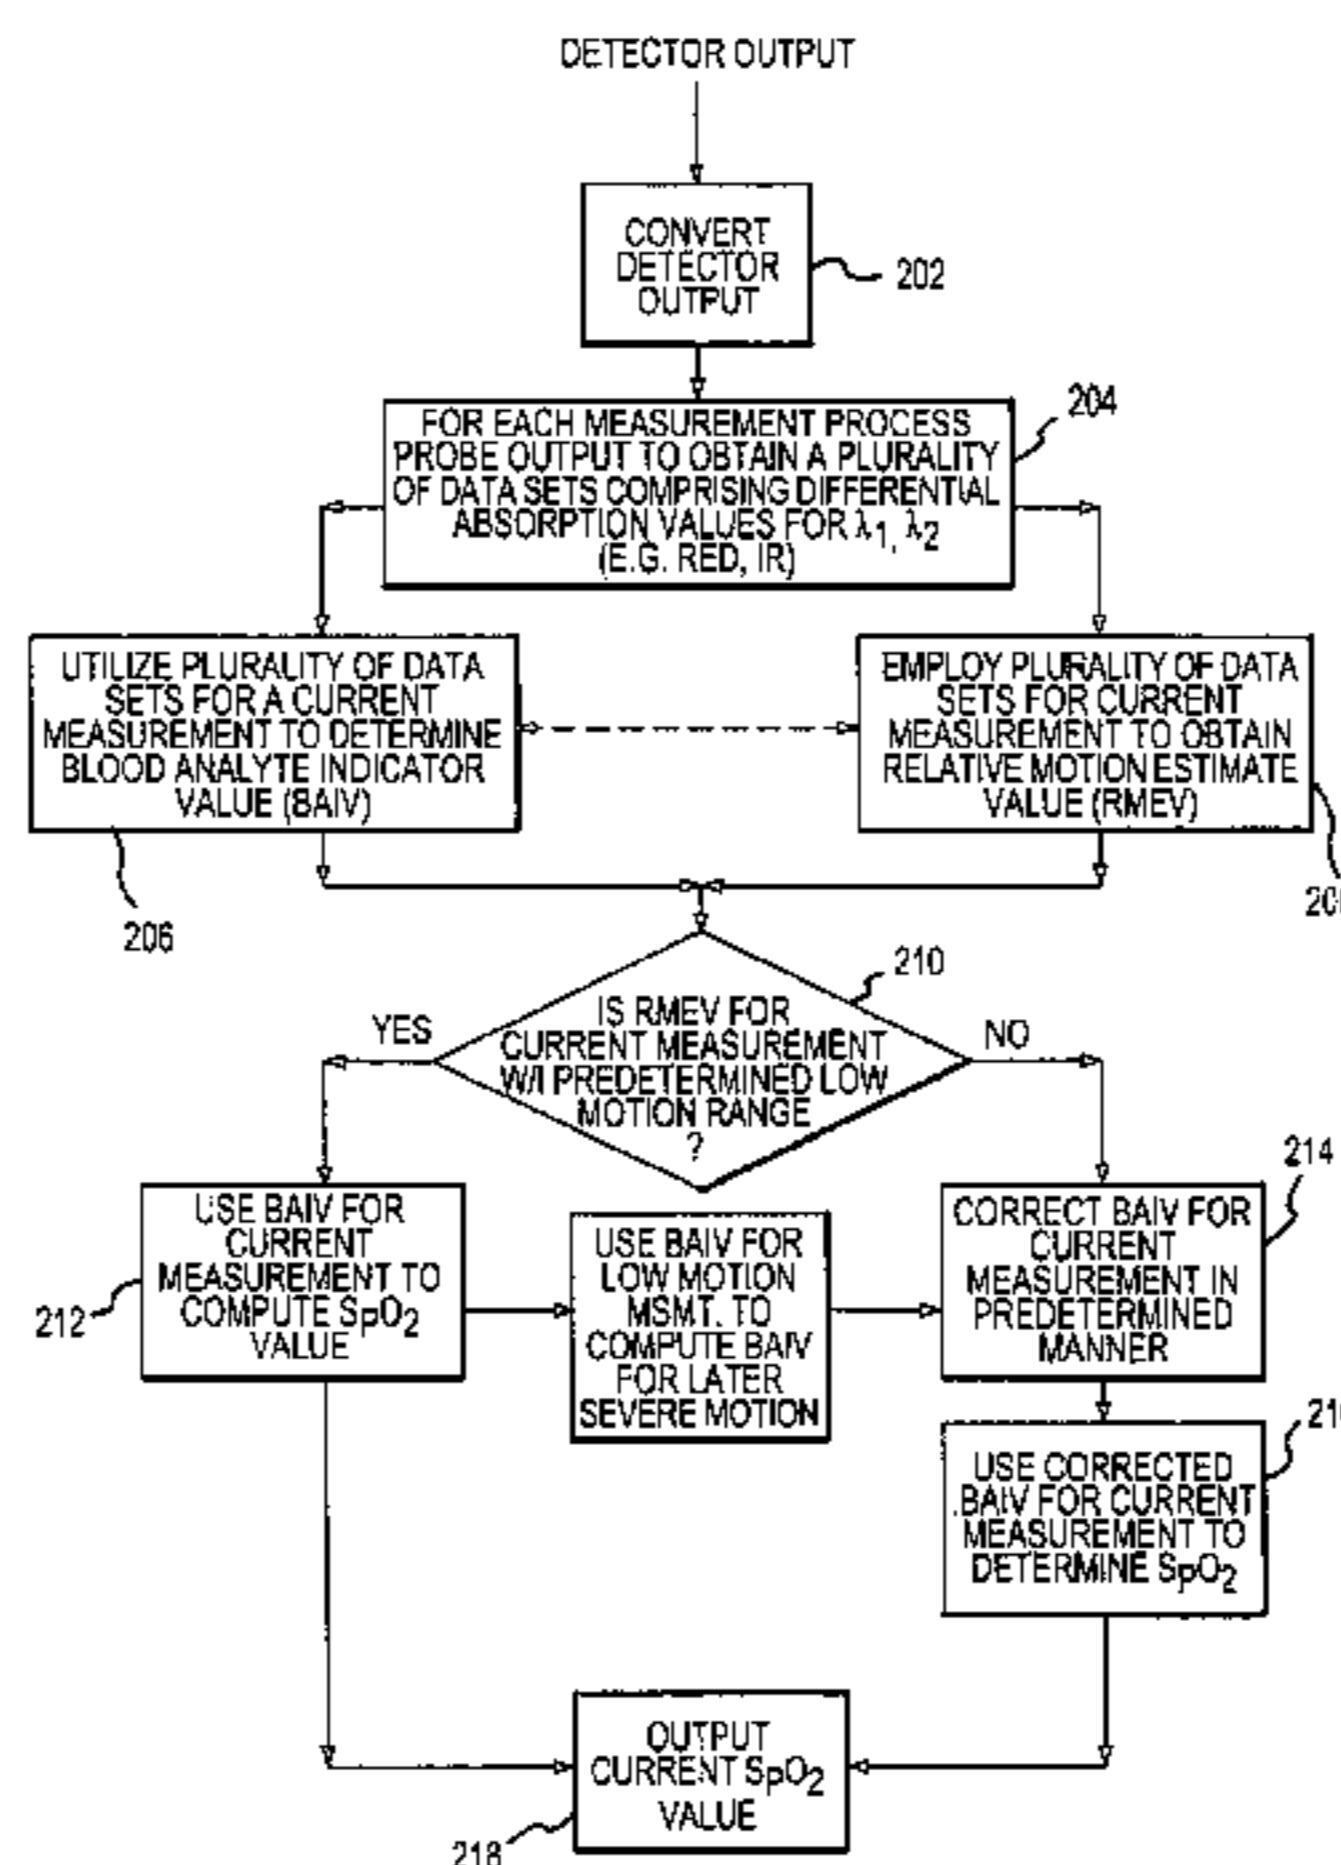 DETECTOR OUTPUT
CONVERT
DETECTOR
OUTPUT
202
FOR EACH MEASUREMENT PROCESS
PROBE OUTPUT TO OBTAIN A PLURALITY
OF DATA SETS COMPRISING DIFFERENTIAL
ABSORPTION VALUES FOR λ1, λ2
(E.G. RED, IR)
204
UTILIZE PLURALITY OF DATA
SETS FOR A CURRENT
MEASUREMENT TO DETERMINE
BLOOD ANALYTE INDICATOR
VALUE (BAIV)
206
EMPLOY PLURALITY OF DATA
SETS FOR CURRENT
MEASUREMENT TO OBTAIN
RELATIVE MOTION ESTIMATE
VALUE (RMEV)
210
IS RMEV FOR
CURRENT MEASUREMENT
W/I PREDETERMINED LOW
MOTION RANGE
?
YES
NO
USE BAIV FOR
CURRENT
MEASUREMENT TO
COMPUTE SpO2
VALUE
212
USE BAIV FOR
LOW MOTION
MSMT. TO
COMPUTE BAIV
FOR LATER
SEVERE MOTION
CORRECT BAIV FOR
CURRENT
MEASUREMENT IN
PREDETERMINED
MANNER
214
USE CORRECTED
BAIV FOR CURRENT
MEASUREMENT TO
DETERMINE SpO2
OUTPUT
CURRENT SpO2
VALUE
218